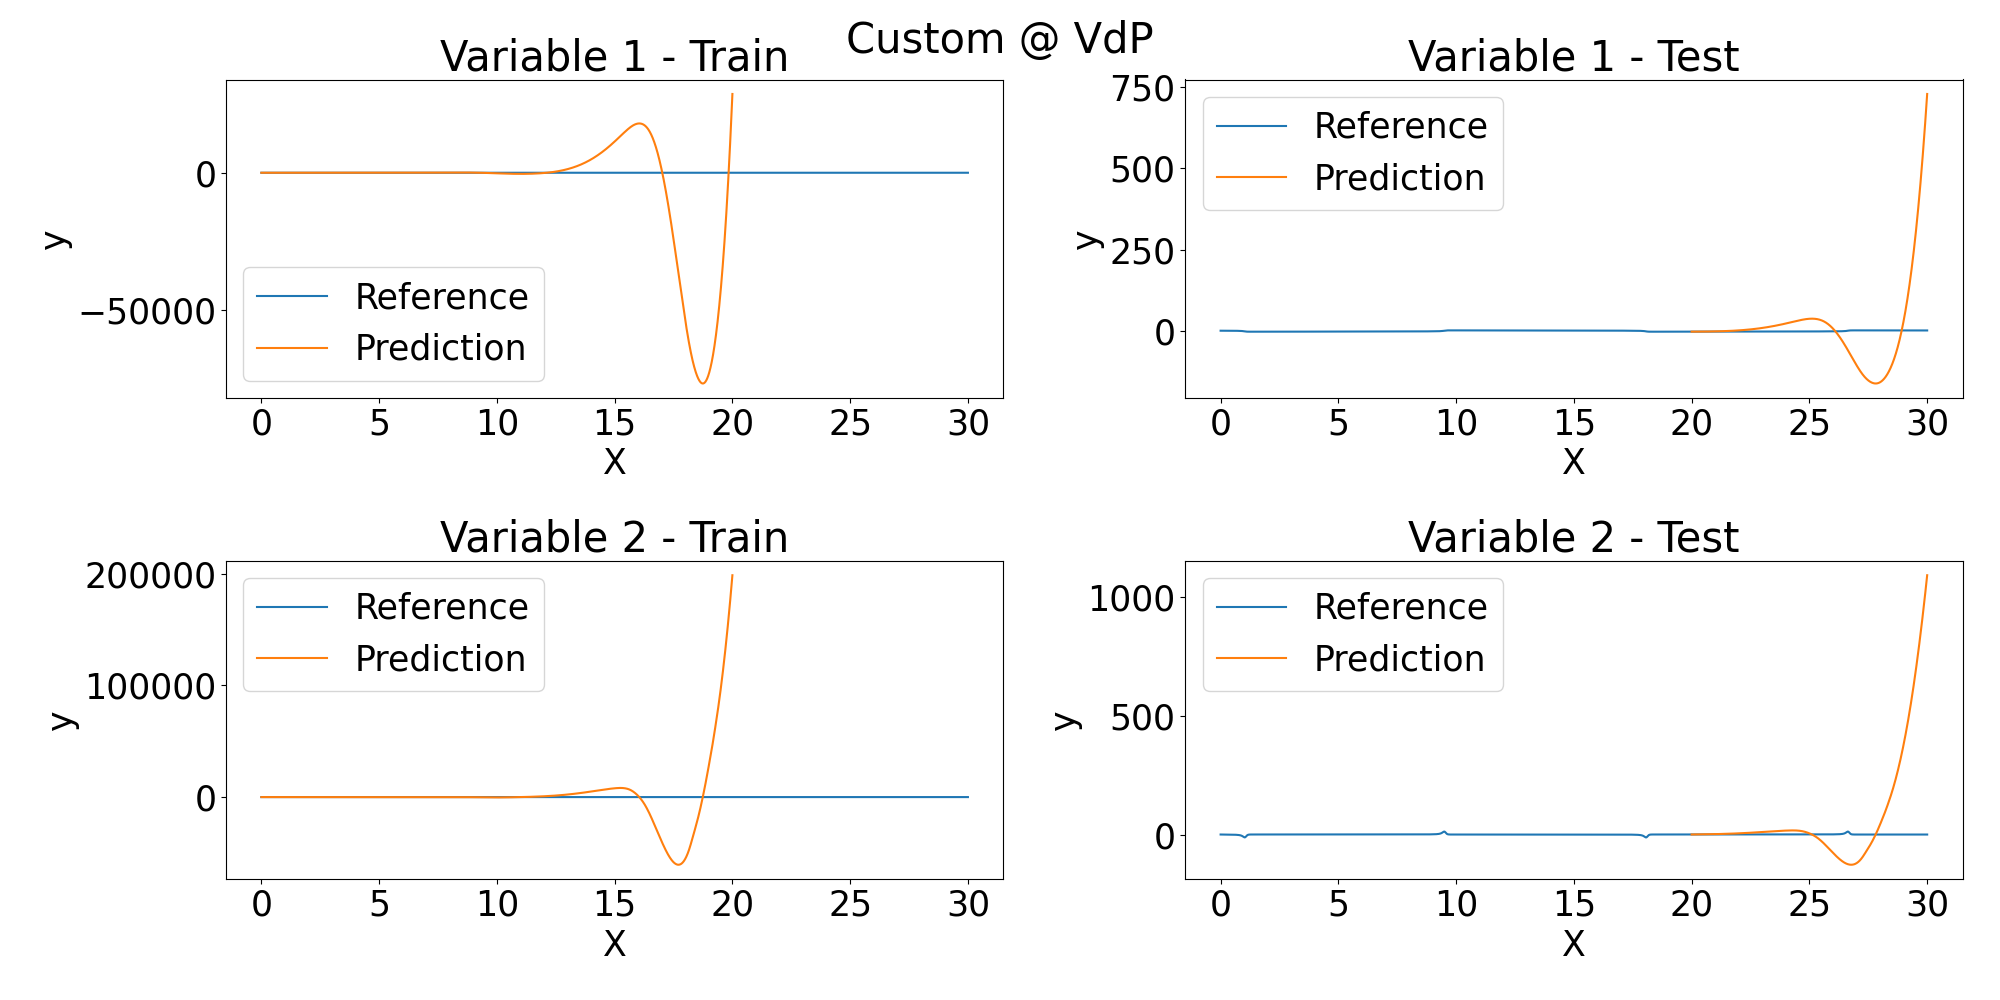 Custom @ VdP
Variable 1 - Train
0
−50000
y
Reference
Prediction
0 5 10 15 20 25 30
X
Variable 1 - Test
750
500
250
0
y
Reference
Prediction
0 5 10 15 20 25 30
X
Variable 2 - Train
200000
100000
0
y
Reference
Prediction
0 5 10 15 20 25 30
X
Variable 2 - Test
1000
500
0
y
Reference
Prediction
0 5 10 15 20 25 30
X